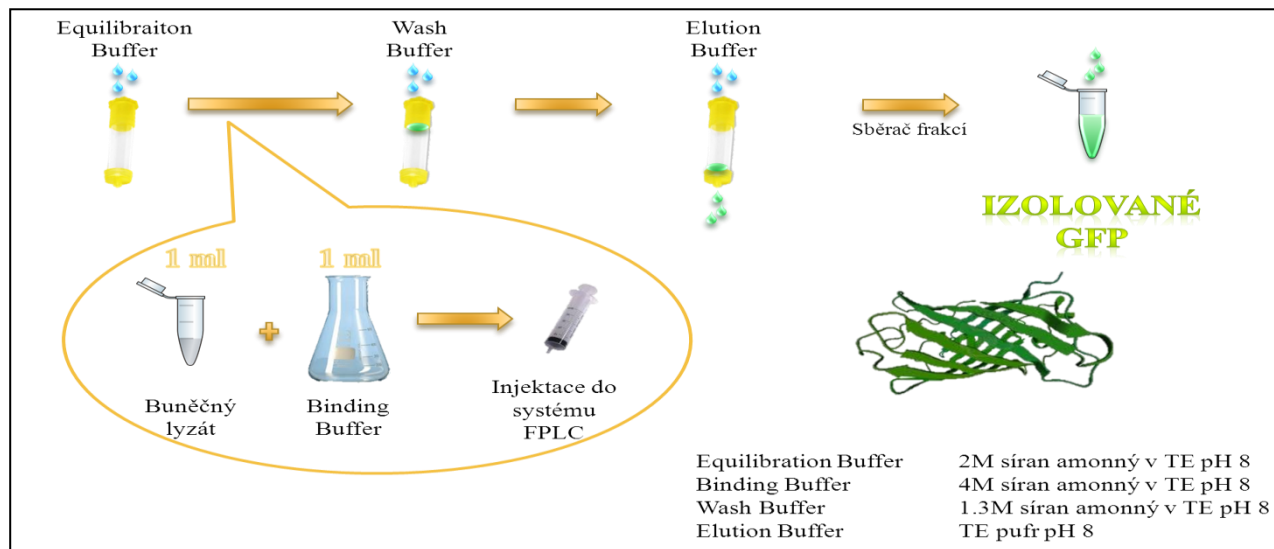 Equilibraiton
Buffer
Wash
Buffer
Elution
Buffer
Sběrač frakcí
IZOLOVANÉ
GFP
1 ml
1 ml
Buněčný
lyzát
Binding
Buffer
Injektace do
systému
FPLC
Equilibration Buffer 2M síran amonný v TE pH 8
Binding Buffer 4M síran amonný v TE pH 8
Wash Buffer 1.3M síran amonný v TE pH 8
Elution Buffer TE pufr pH 8